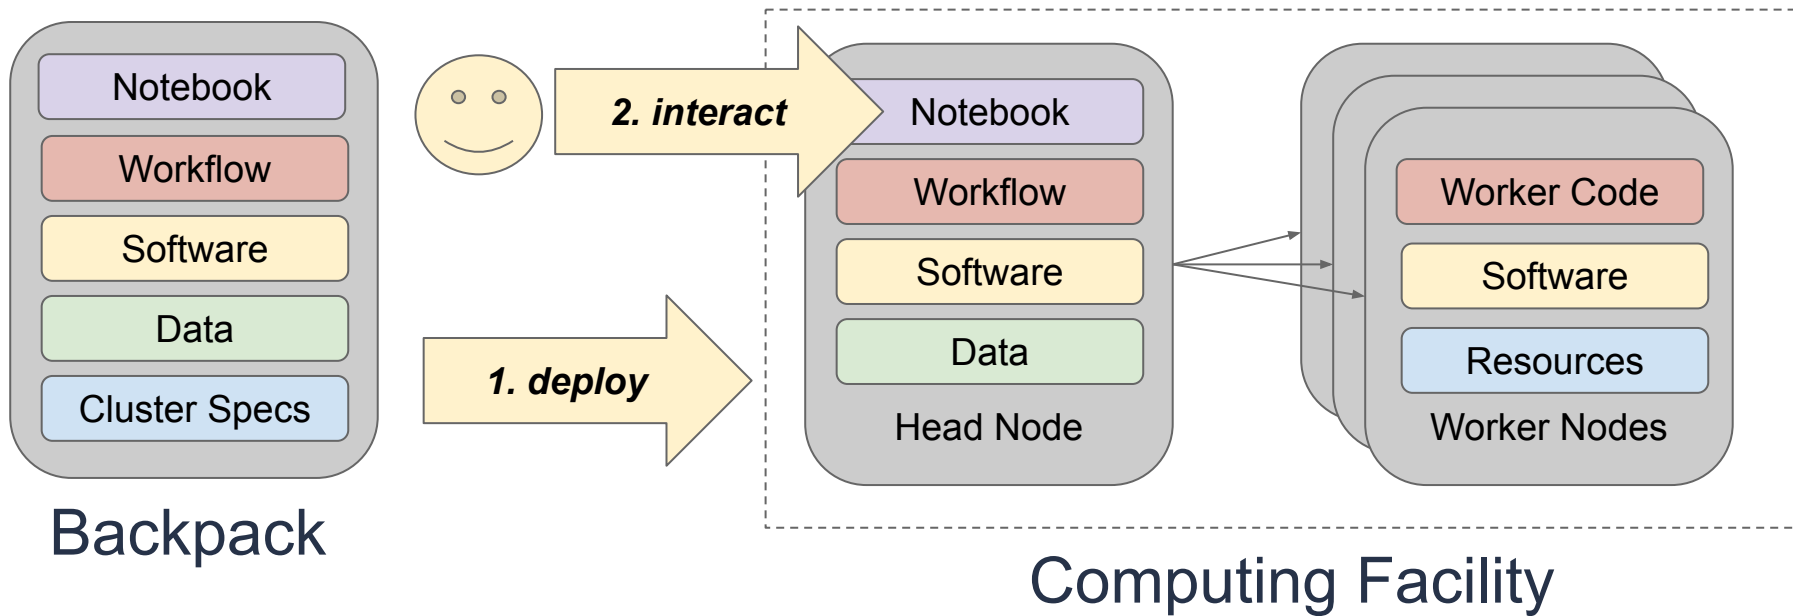 Notebook
Workflow
Software
Data
Cluster Specs
Backpack
2. interact
1. deploy
Notebook
Workflow
Software
Data
Head Node
Worker Code
Software
Resources
Worker Nodes
Computing Facility